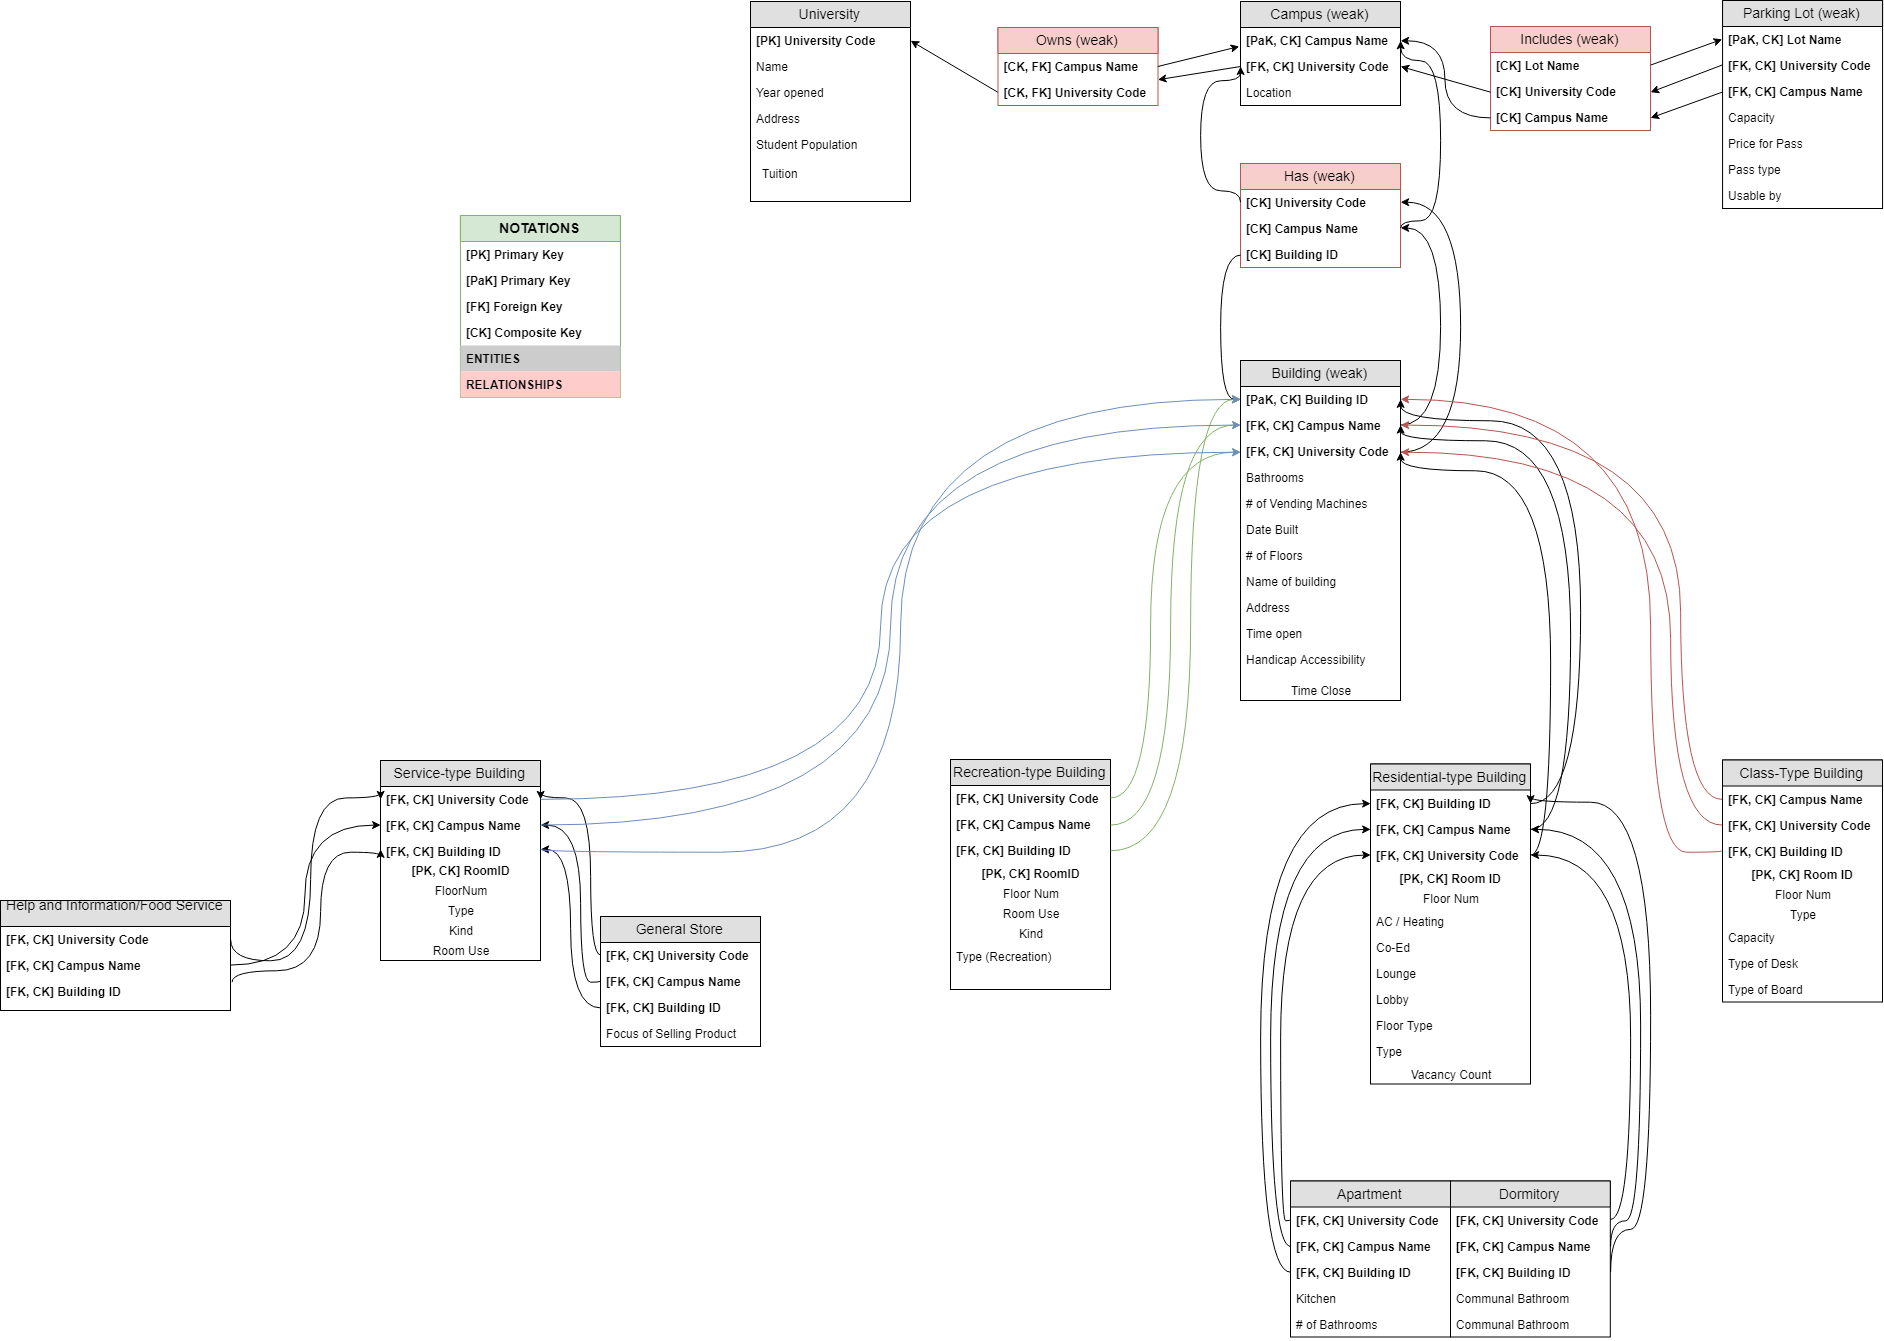 University
[PK] University Code
Name
Year opened
Address
Student Population
Tuition
Owns (weak)
[CK, FK] Campus Name
[CK, FK] University Code
Campus (weak)
[PaK, CK] Campus Name
[FK, CK] University Code
Location
Includes (weak)
[CK] Lot Name
[CK] University Code
[CK] Campus Name
Parking Lot (weak)
[PaK, CK] Lot Name
[FK, CK] University Code
[FK, CK] Campus Name
Capacity
Price for Pass
Pass type
Usable by
Has (weak)
[CK] University Code
[CK] Campus Name
[CK] Building ID
NOTATIONS
[PK] Primary Key
[PaK] Primary Key
[FK] Foreign Key
[CK] Composite Key
ENTITIES
RELATIONSHIPS
Building (weak)
[PaK, CK] Building ID
[FK, CK] Campus Name
[FK, CK] University Code
Bathrooms
# of Vending Machines
Date Built
# of Floors
Name of building
Address
Time open
Handicap Accessibility
Time Close
Service-type Building
[FK, CK] University Code
[FK, CK] Campus Name
[FK, CK] Building ID
[PK, CK] RoomID
FloorNum
Type
Kind
Room Use
Recreation-type Building
[FK, CK] University Code
[FK, CK] Campus Name
[FK, CK] Building ID
[PK, CK] RoomID
Floor Num
Room Use
Kind
Type (Recreation)
Residential-type Building
[FK, CK] Building ID
[FK, CK] Campus Name
[FK, CK] University Code
[PK, CK] Room ID
Floor Num
AC / Heating
Co-Ed
Lounge
Lobby
Floor Type
Type
Vacancy Count
Class-Type Building
[FK, CK] Campus Name
[FK, CK] University Code
[FK, CK] Building ID
[PK, CK] Room ID
Floor Num
Type
Capacity
Type of Desk
Type of Board
Help and Information/Food Service
[FK, CK] University Code
[FK, CK] Campus Name
[FK, CK] Building ID
General Store
[FK, CK] University Code
[FK, CK] Campus Name
[FK, CK] Building ID
Focus of Selling Product
Apartment
[FK, CK] University Code
[FK, CK] Campus Name
[FK, CK] Building ID
Kitchen
# of Bathrooms
Dormitory
[FK, CK] University Code
[FK, CK] Campus Name
[FK, CK] Building ID
Communal Bathroom
Communal Bathroom